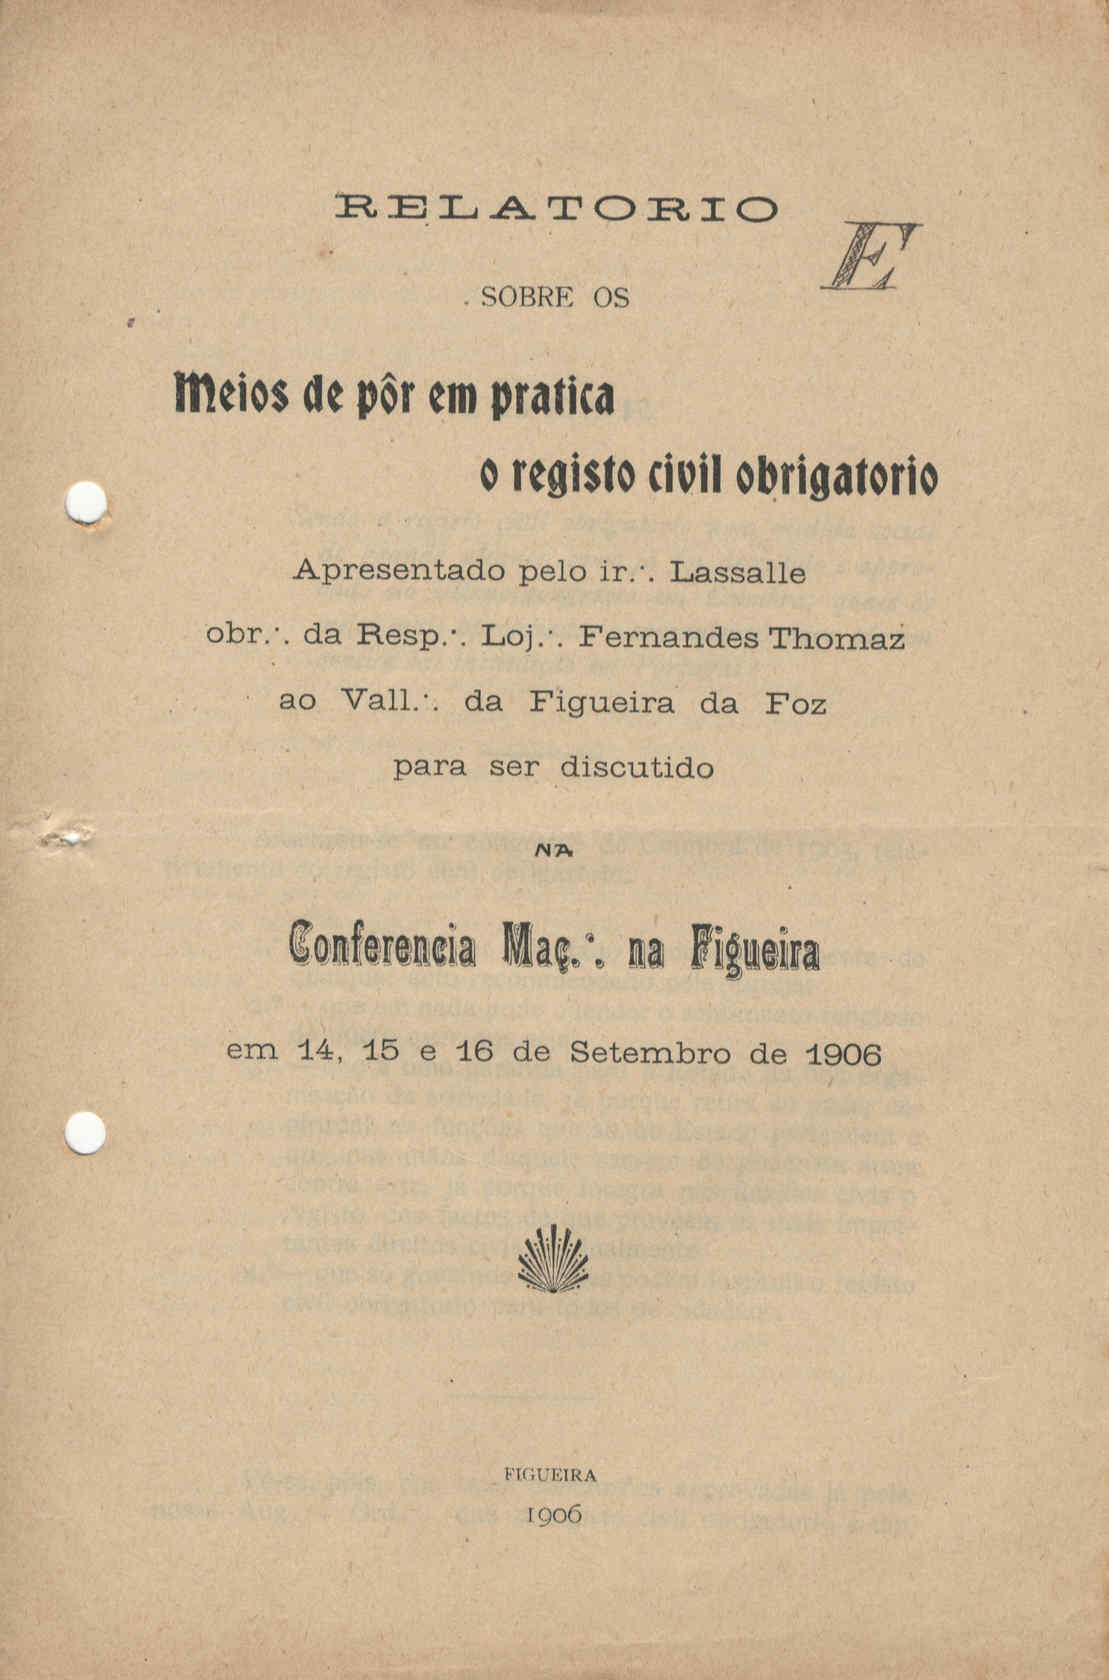 RELATORIO
E
SOBRE OS
Meios de pôr em pratica
o registo civil obrigatorio
Apresentado pelo ir.∴ Lassalle
obr.∴ da Resp.∴ Loj.∴ Fernandes Thomaz
ao Vall.∴ da Figueira da Foz
para ser discutido
NA
Conferencia Maç.∴ na Figueira
em 14, 15 e 16 de Setembro de 1906
FIGUEIRA
1906